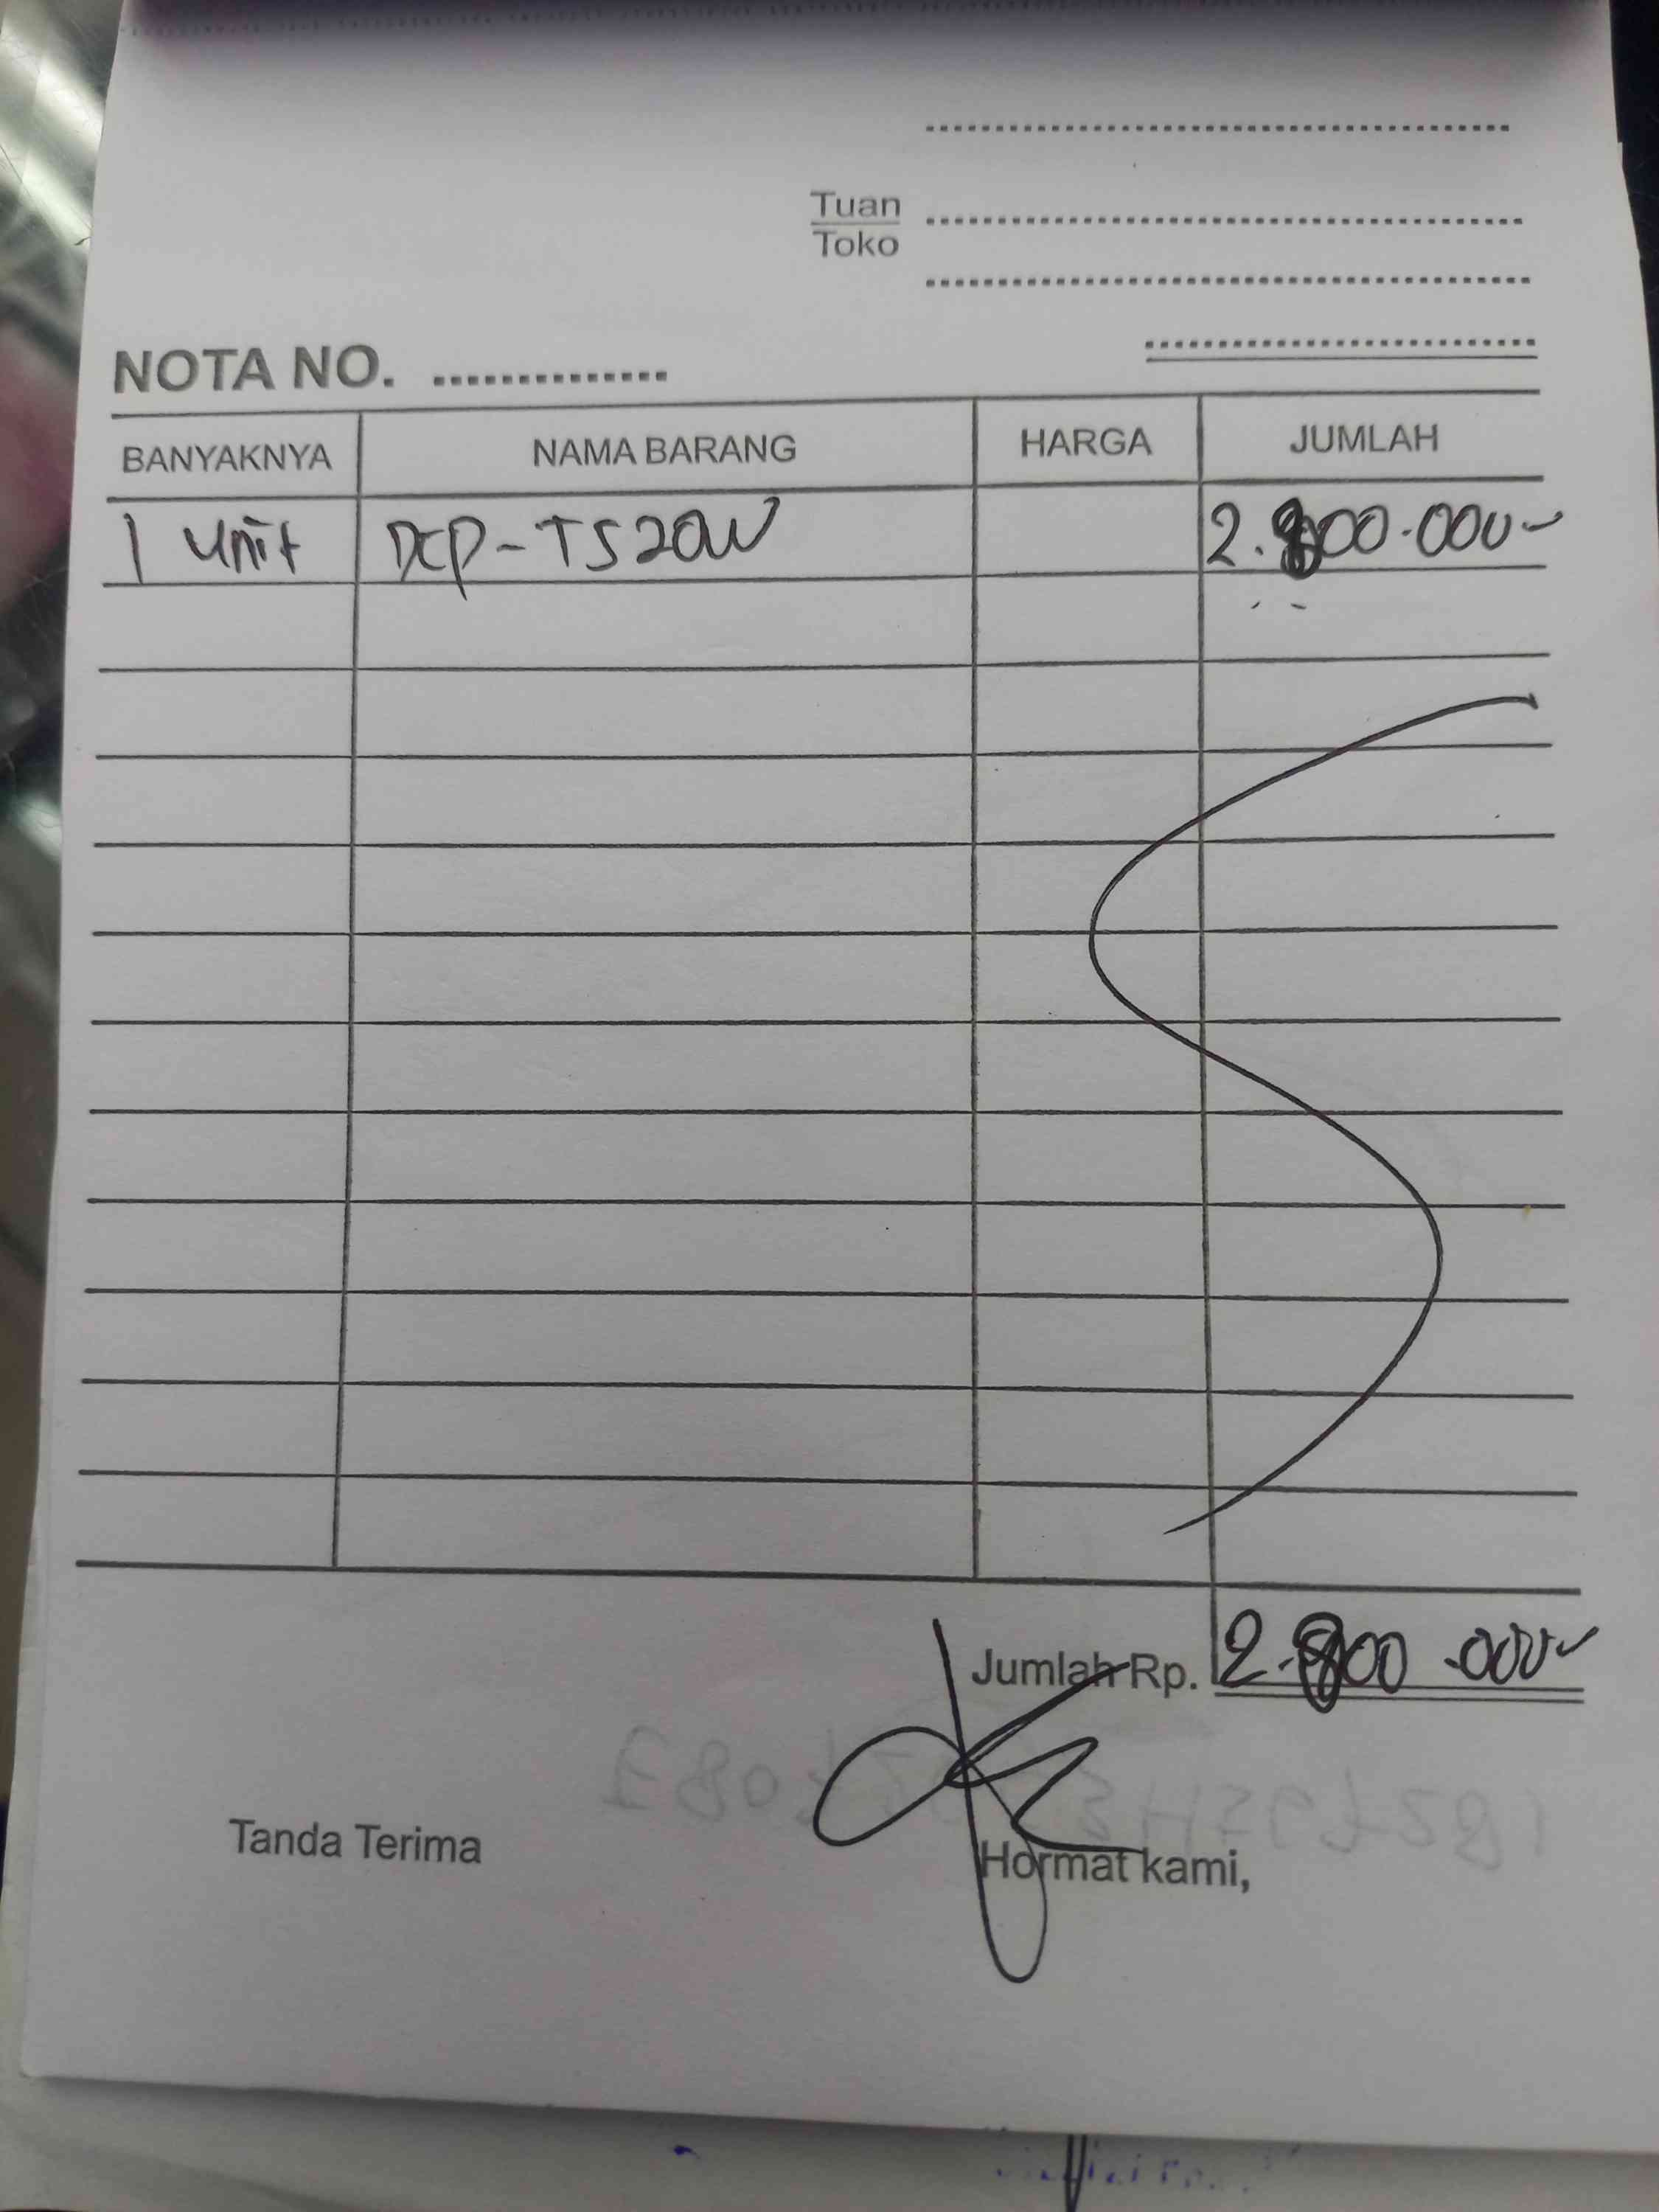 Tuan
Toko
NOTA NO. ..............
BANYAKNYA NAMA BARANG HARGA JUMLAH
1 unit DCP-T520W 2.800.000
Jumlah Rp. 2.800.000
Tanda Terima Hormat kami,